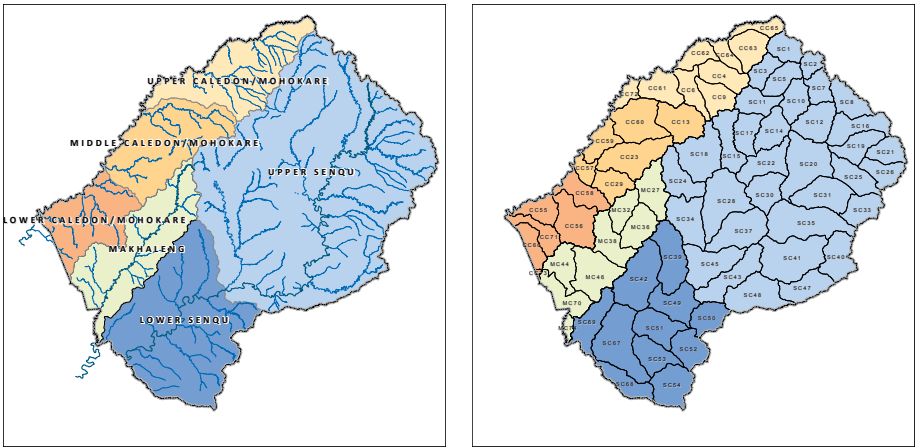 UPPER CALEDON/MOHOKARE
MIDDLE CALEDON/MOHOKARE
UPPER SENQU
LOWER CALEDON/MOHOKARE
MAKHALENG
LOWER SENQU
CC65
CC62
CC63
SC1
SC2
SC3
CC4
SC5
CC61
CC6
SC7
CC72
CC9
SC11
SC10
SC8
CC60
CC13
SC12
SC16
SC17
SC14
CC59
SC19
SC21
CC23
SC18
SC15
SC22
SC20
CC57
SC26
SC25
CC29
SC24
MC27
CC58
SC30
SC31
SC28
CC55
MC32
SC33
SC34
CC56
MC36
SC35
SC37
CC71
MC38
SC39
SC41
SC40
MC44
SC45
MC46
SC42
SC43
SC47
SC48
MC70
SC49
SC50
SC69
SC51
SC67
SC52
SC53
SC68
SC54